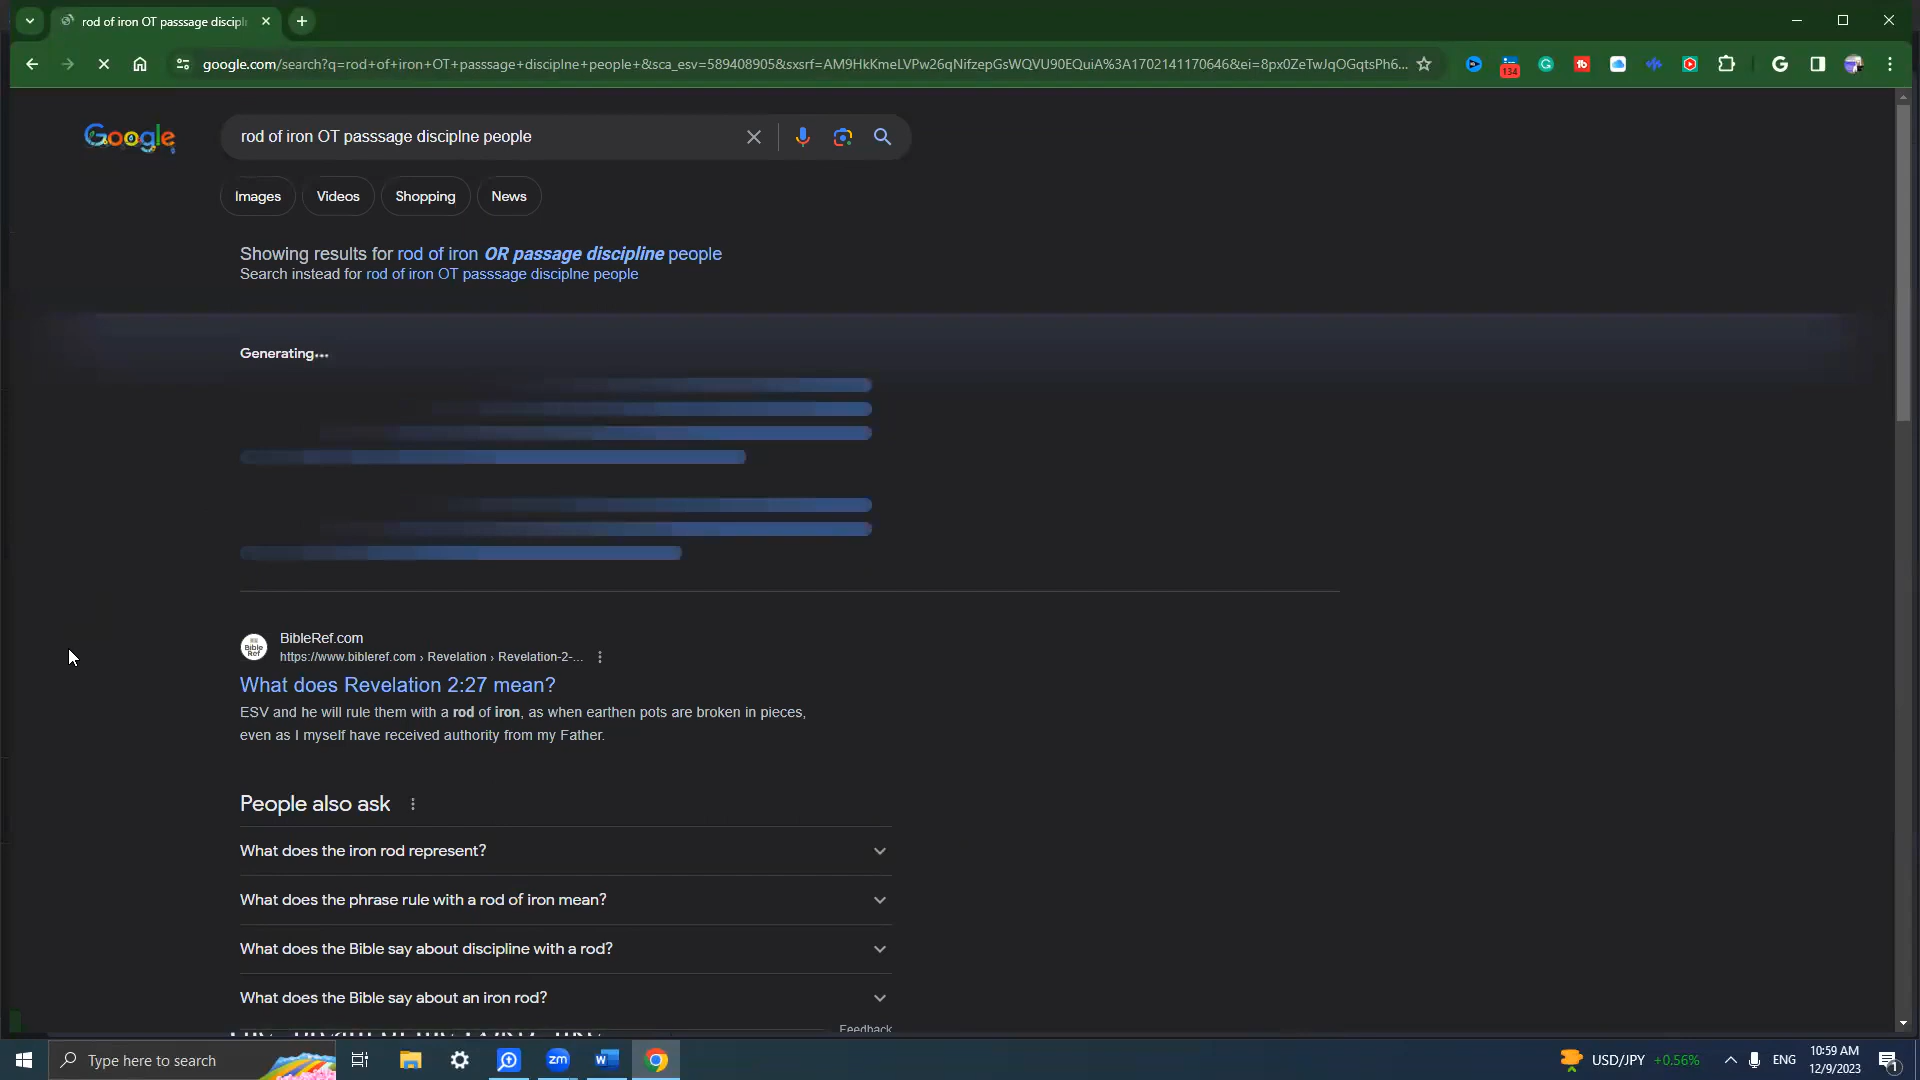 rod of iron OT passsage discipl
google.com/search?q=rod+of+iron+OT+passsage+disciplne+people+&sca_esv=589408905&sxsrf=AM9HkKmeLVPw26qNifzepGsWQVU90EQuiA%3A1702141170646&ei=8px0ZeTwJqOGqtsPh6...
134
Google
rod of iron OT passsage disciplne people
Images
Videos
Shopping
News
Showing results for rod of iron OR passage discipline people
Search instead for rod of iron OT passsage disciplne people
Generating...
BibleRef.com
https://www.bibleref.com › Revelation › Revelation-2-...
What does Revelation 2:27 mean?
ESV and he will rule them with a rod of iron, as when earthen pots are broken in pieces,
even as I myself have received authority from my Father.
People also ask
What does the iron rod represent?
What does the phrase rule with a rod of iron mean?
What does the Bible say about discipline with a rod?
What does the Bible say about an iron rod?
Feedback
Type here to search
zm
W
USD/JPY +0.56%
ENG
10:59 AM
12/9/2023
1